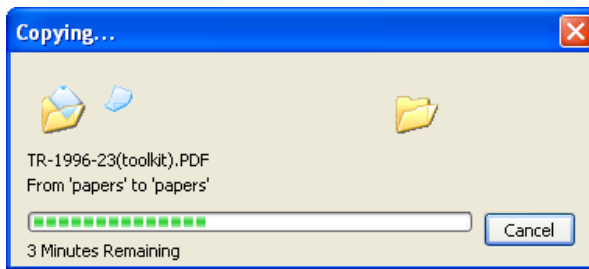 Copying...
TR-1996-23(toolkit).PDF
From 'papers' to 'papers'
Cancel
3 Minutes Remaining